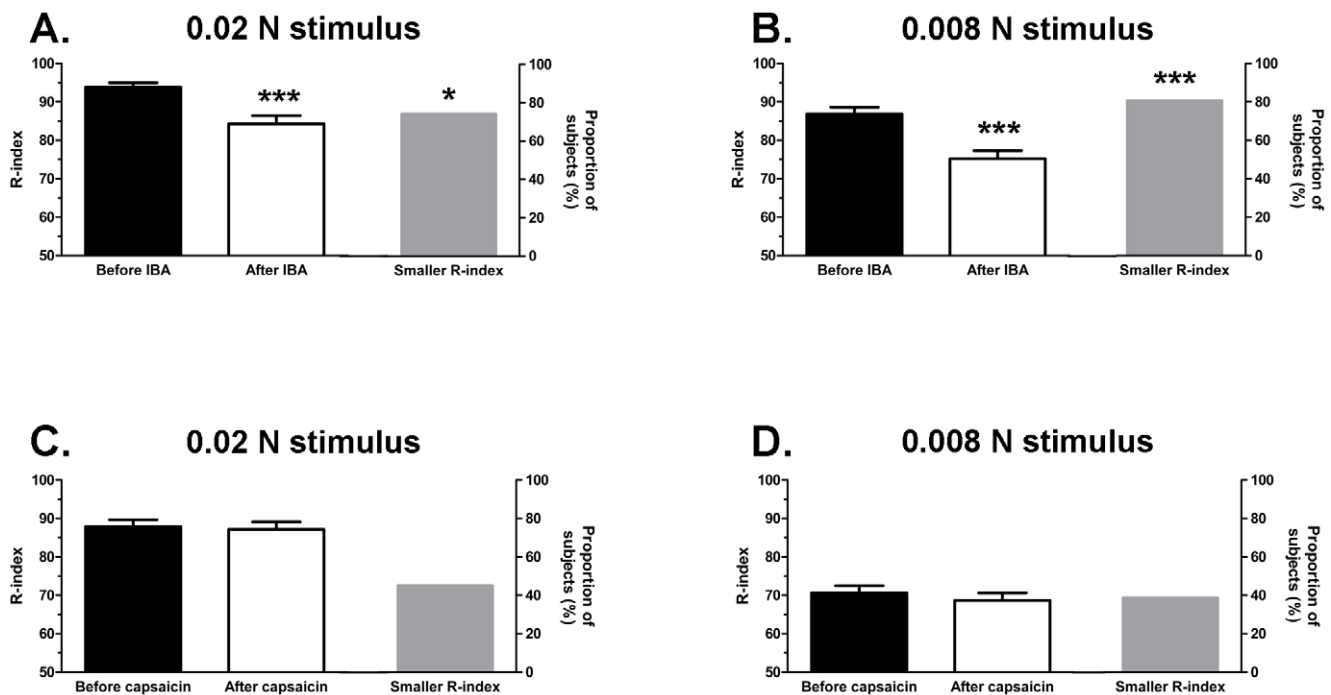 A. 0.02 N stimulus
100
90
80
70
60
50
R-index
***
*
100
80
60
40
20
0
Proportion of
subjects (%)
Before IBA After IBA Smaller R-index
B. 0.008 N stimulus
100
90
80
70
60
50
R-index
***
***
100
80
60
40
20
0
Proportion of
subjects (%)
Before IBA After IBA Smaller R-index
C. 0.02 N stimulus
100
90
80
70
60
50
R-index
100
80
60
40
20
0
Proportion of
subjects (%)
Before capsaicin After capsaicin Smaller R-index
D. 0.008 N stimulus
100
90
80
70
60
50
R-index
100
80
60
40
20
0
Proportion of
subjects (%)
Before capsaicin After capsaicin Smaller R-index